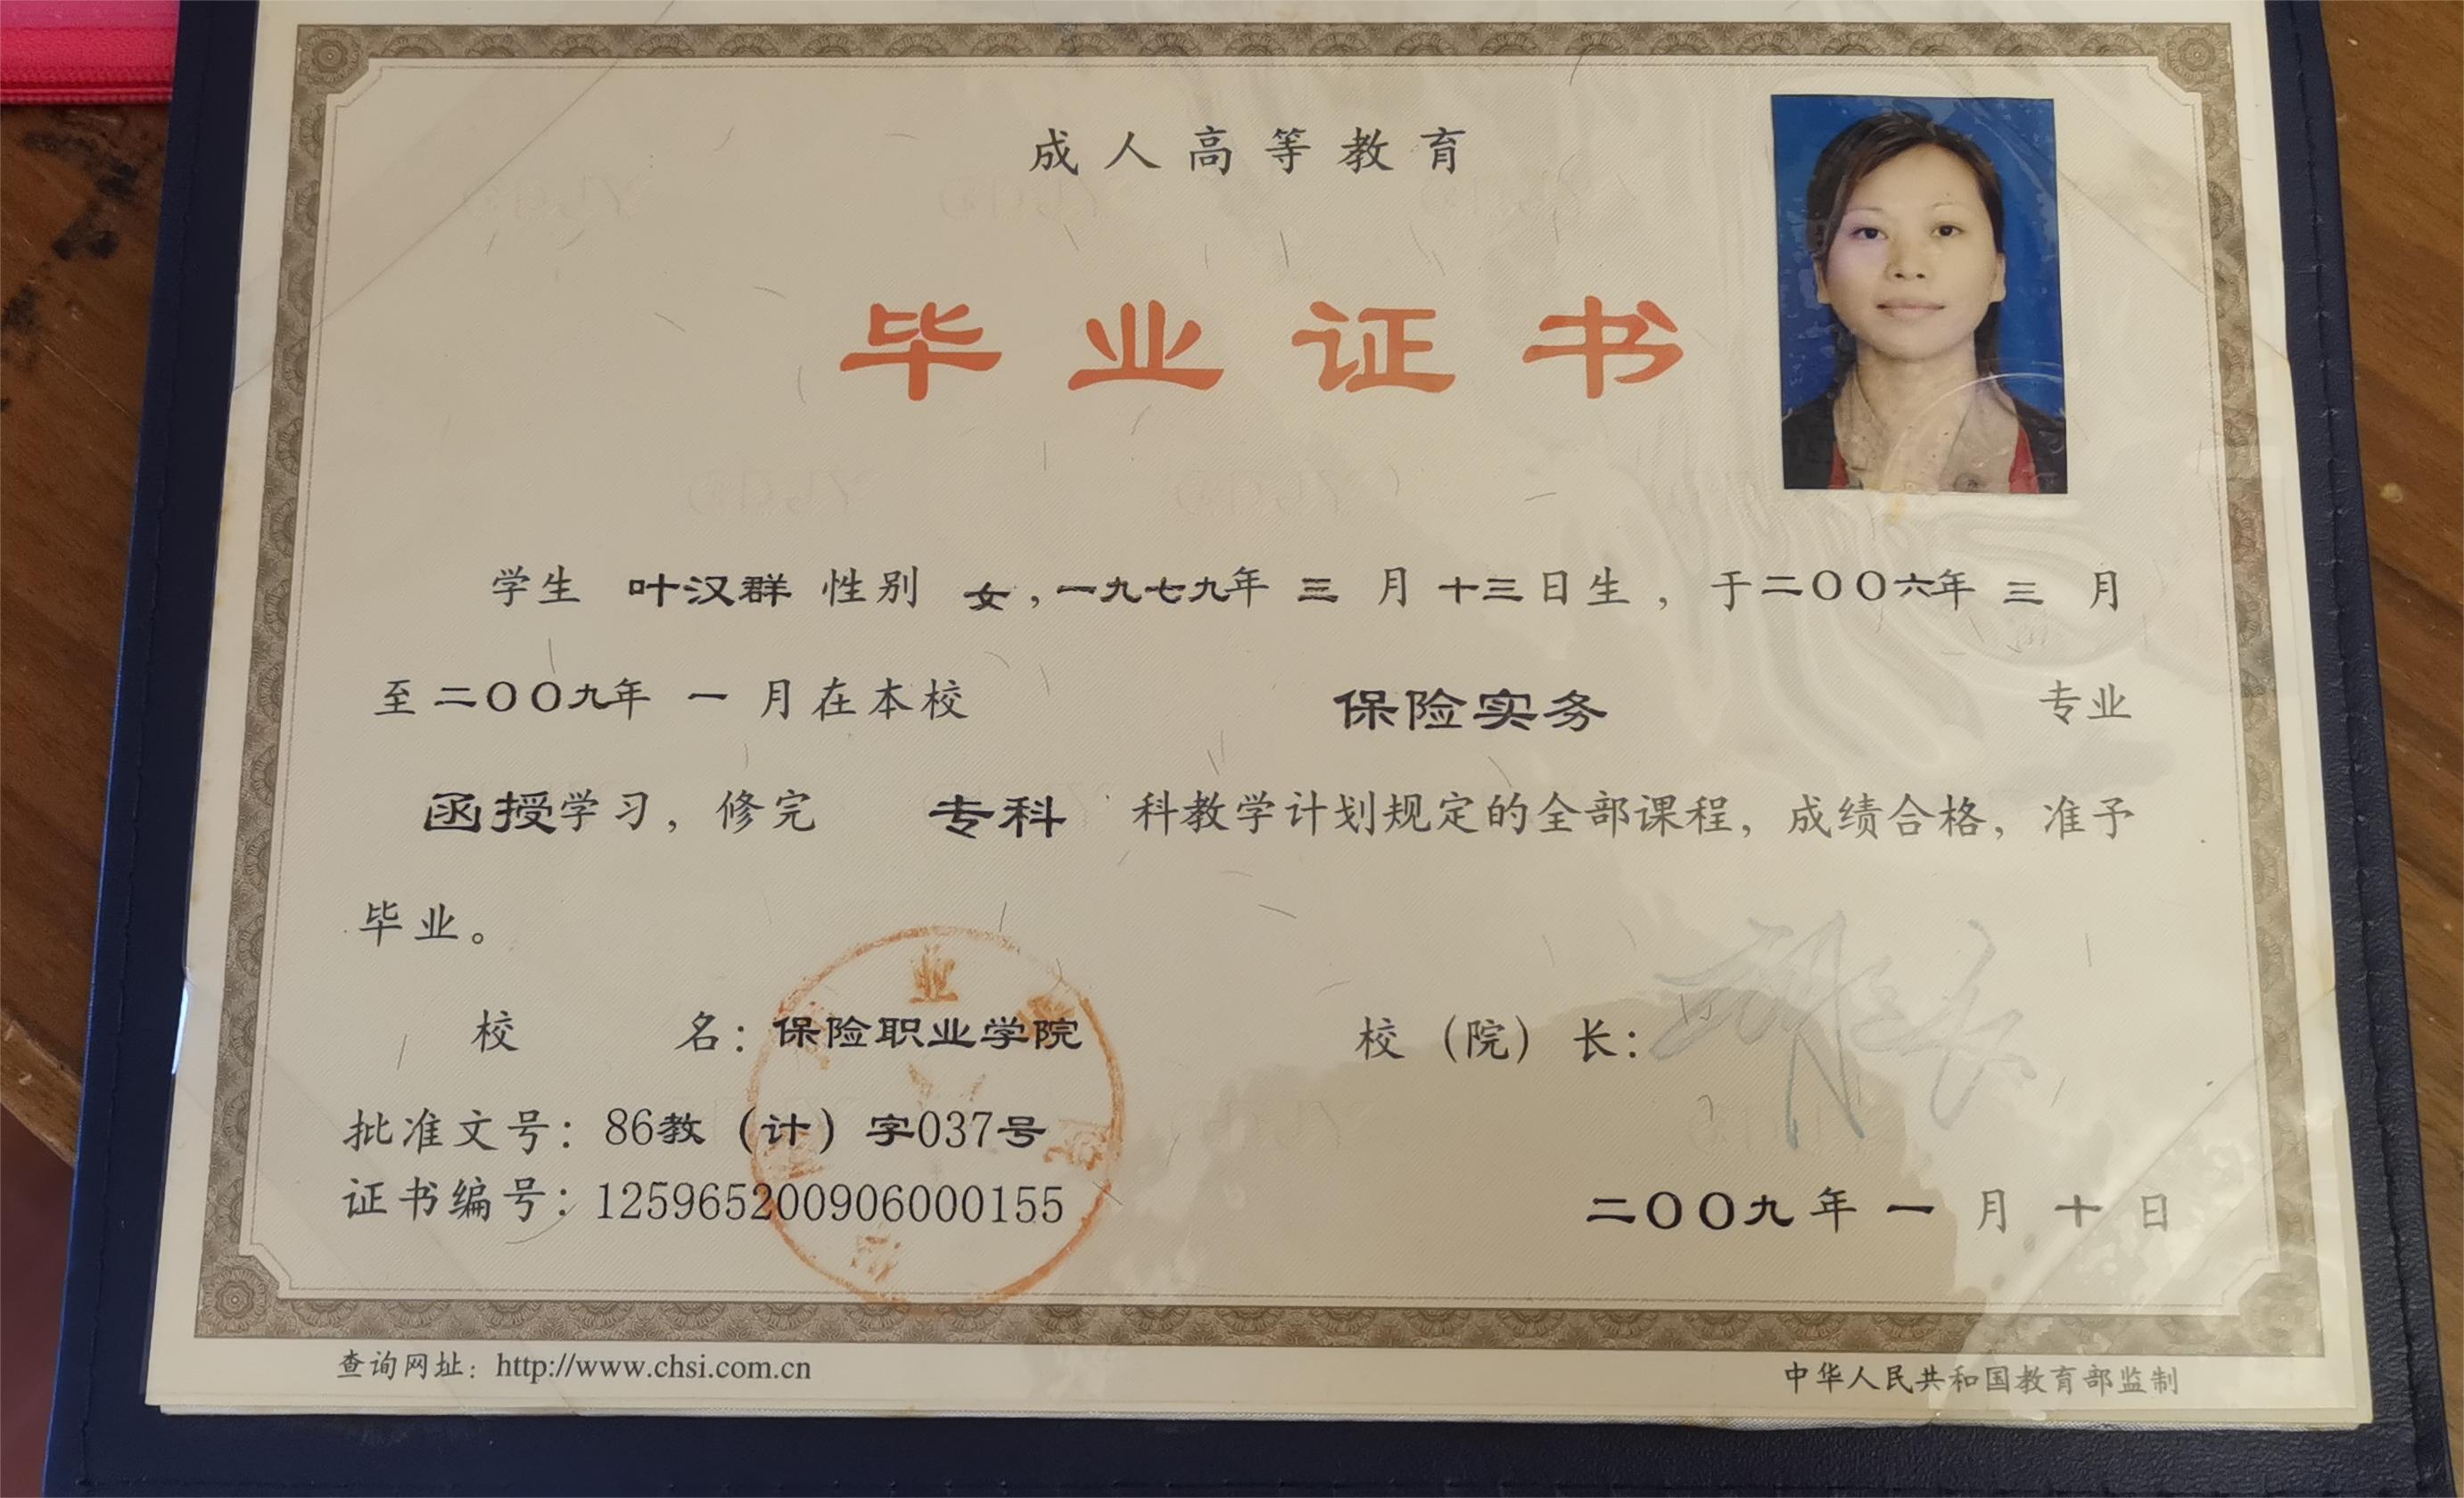 成人高等教育
毕业证书
学生 叶汉群 性别 女，一九七九年 三 月 十三日生，于二〇〇六年 三 月
至二〇〇九年 一 月在本校 保险实务 专业
函授学习，修完 专科 科教学计划规定的全部课程，成绩合格，准予
毕业。
校 名：保险职业学院 校（院）长：
批准文号：86教（计）字037号
证书编号：125965200906000155
二〇〇九年 一 月 十 日
查询网址：http://www.chsi.com.cn 中华人民共和国教育部监制